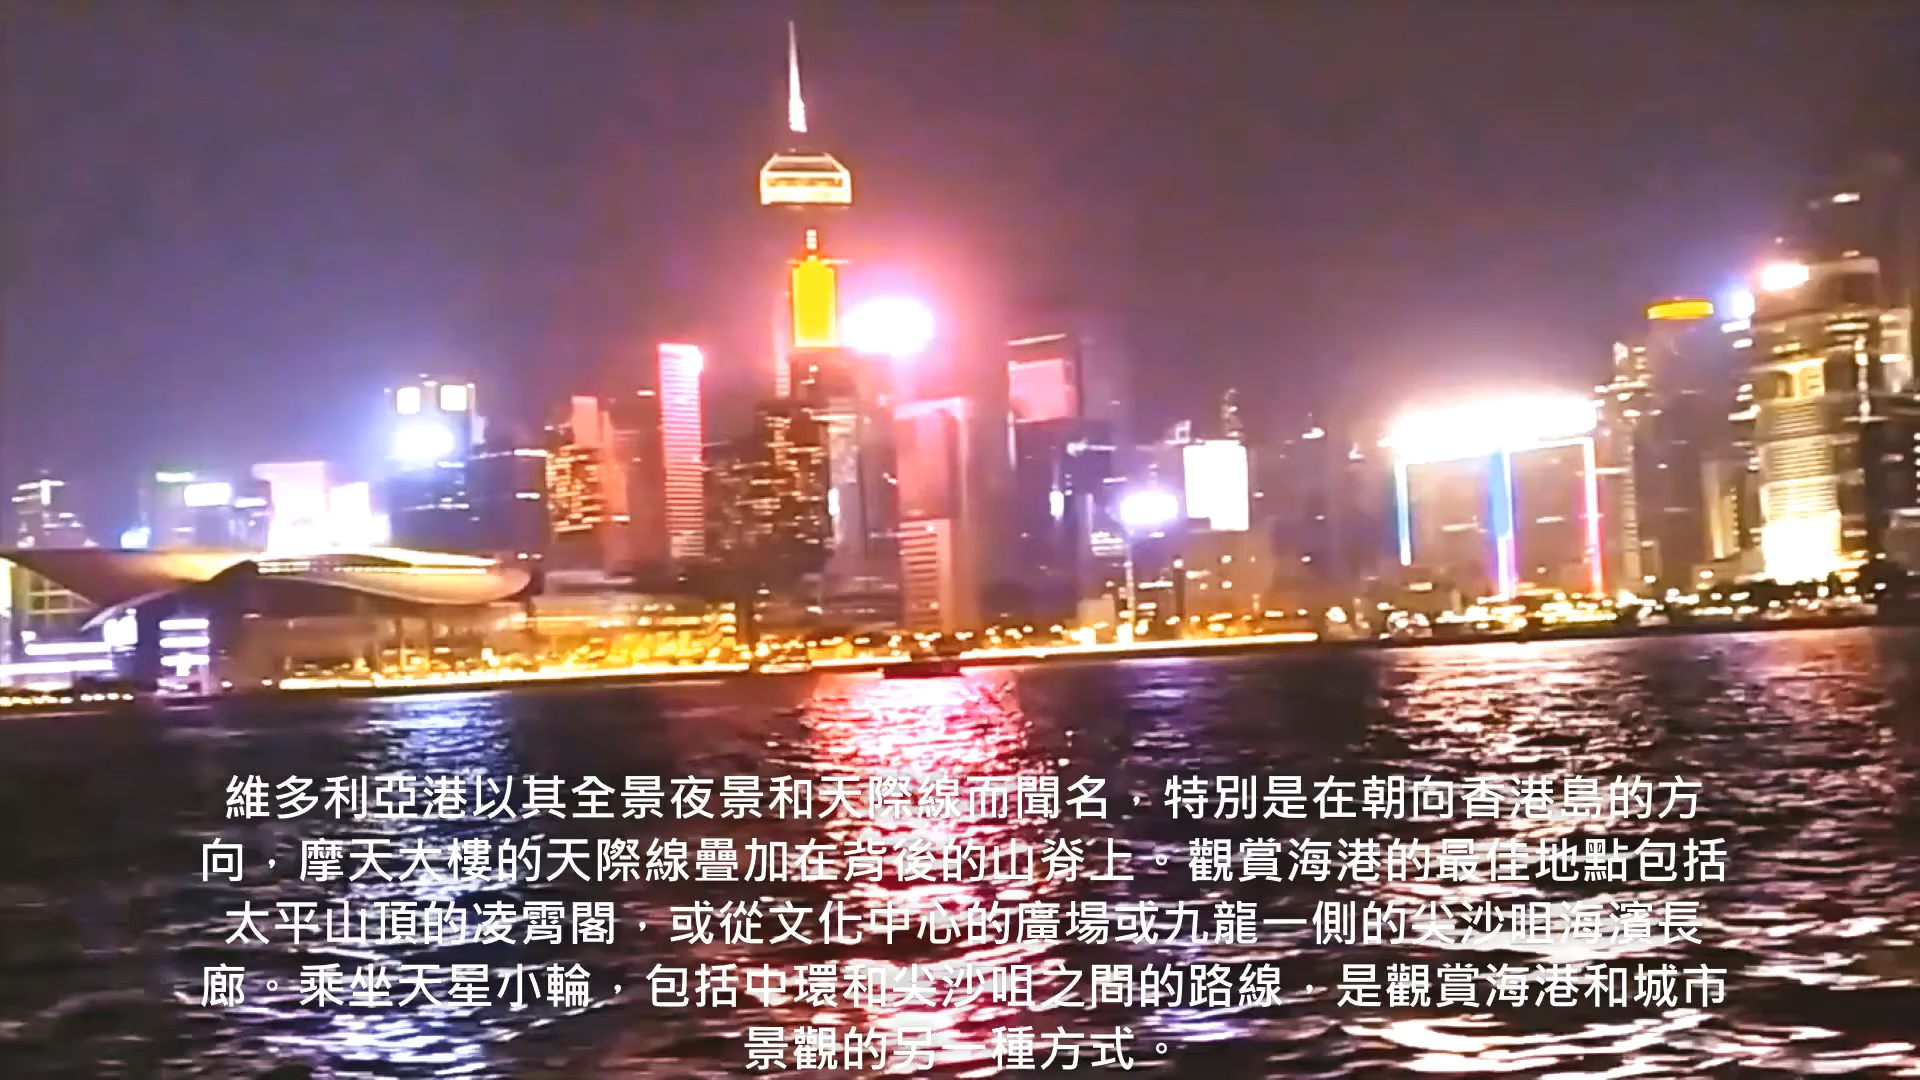 維多利亞港以其全景夜景和天際線而聞名，特別是在朝向香港島的方
向，摩天大樓的天際線疊加在背後的山脊上。觀賞海港的最佳地點包括
太平山頂的凌霄閣，或從文化中心的廣場或九龍一側的尖沙咀海濱長
廊。乘坐天星小輪，包括中環和尖沙咀之間的路線，是觀賞海港和城市
景觀的另一種方式。